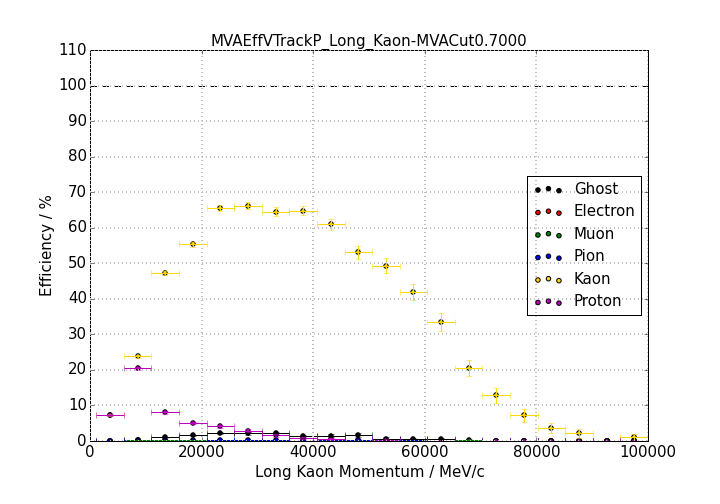 MVAEffVTrackP_Long_Kaon-MVACut0.7000
110
100
90
80
70
60
50
40
30
20
10
0
Efficiency / %
Ghost
Electron
Muon
Pion
Kaon
Proton
0 20000 40000 60000 80000 100000
Long Kaon Momentum / MeV/c